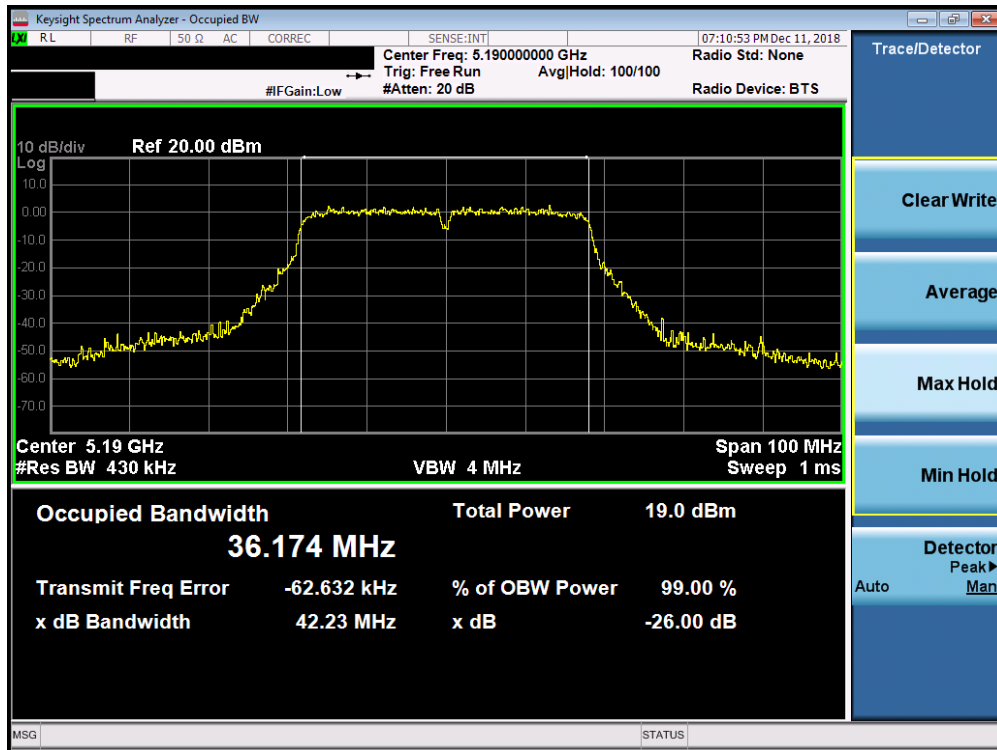 Keysight Spectrum Analyzer - Occupied BW
LXI RL RF 50 Ω AC CORREC SENSE:INT 07:10:53 PM Dec 11, 2018
Center Freq: 5.190000000 GHz Radio Std: None
Trig: Free Run Avg|Hold: 100/100
#IFGain:Low #Atten: 20 dB Radio Device: BTS
Trace/Detector
10 dB/div Ref 20.00 dBm
Log
10.0
0.00
-10.0
-20.0
-30.0
-40.0
-50.0
-60.0
-70.0
Center 5.19 GHz Span 100 MHz
#Res BW 430 kHz VBW 4 MHz Sweep 1 ms
Occupied Bandwidth Total Power 19.0 dBm
36.174 MHz
Transmit Freq Error -62.632 kHz % of OBW Power 99.00 %
x dB Bandwidth 42.23 MHz x dB -26.00 dB
Clear Write
Average
Max Hold
Min Hold
Detector
Peak▶
Auto Man
MSG STATUS